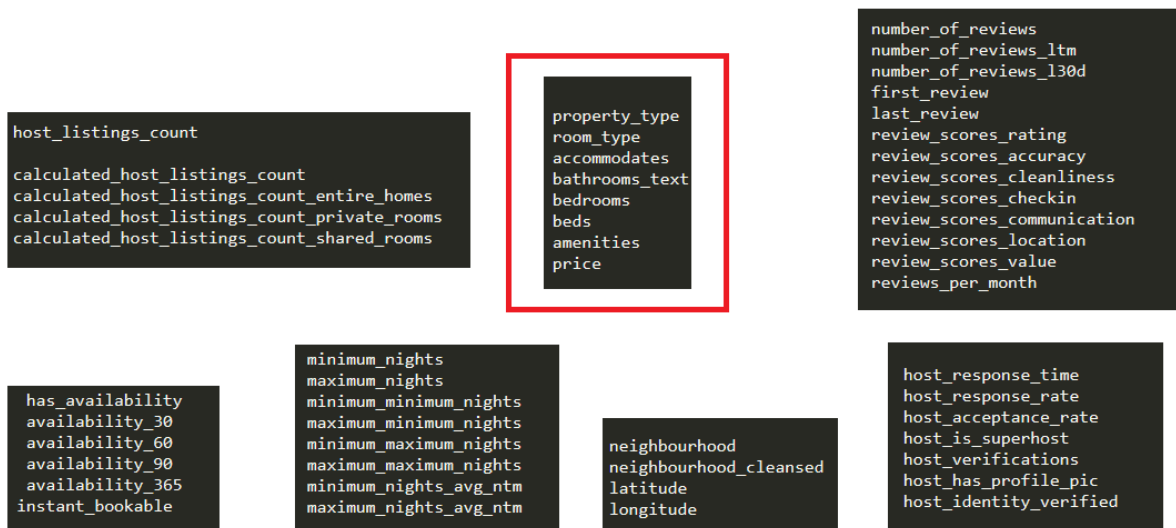 host_listings_count
calculated_host_listings_count
calculated_host_listings_count_entire_homes
calculated_host_listings_count_private_rooms
calculated_host_listings_count_shared_rooms
property_type
room_type
accommodates
bathrooms_text
bedrooms
beds
amenities
price
number_of_reviews
number_of_reviews_ltm
number_of_reviews_l30d
first_review
last_review
review_scores_rating
review_scores_accuracy
review_scores_cleanliness
review_scores_checkin
review_scores_communication
review_scores_location
review_scores_value
reviews_per_month
has_availability
availability_30
availability_60
availability_90
availability_365
instant_bookable
minimum_nights
maximum_nights
minimum_minimum_nights
maximum_minimum_nights
minimum_maximum_nights
maximum_maximum_nights
minimum_nights_avg_ntm
maximum_nights_avg_ntm
neighbourhood
neighbourhood_cleansed
latitude
longitude
host_response_time
host_response_rate
host_acceptance_rate
host_is_superhost
host_verifications
host_has_profile_pic
host_identity_verified